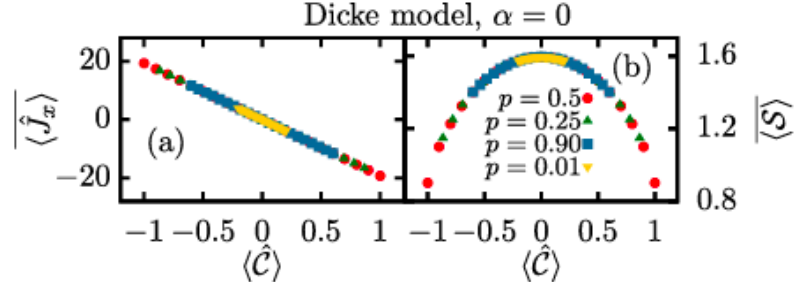 Dicke model, α = 0
20
0
−20
⟨Ĵx⟩
(a)
−1 −0.5 0 0.5 1
⟨Ĉ⟩
(b)
p = 0.5
p = 0.25
p = 0.90
p = 0.01
−1 −0.5 0 0.5 1
⟨Ĉ⟩
1.6
1.2
0.8
⟨S⟩